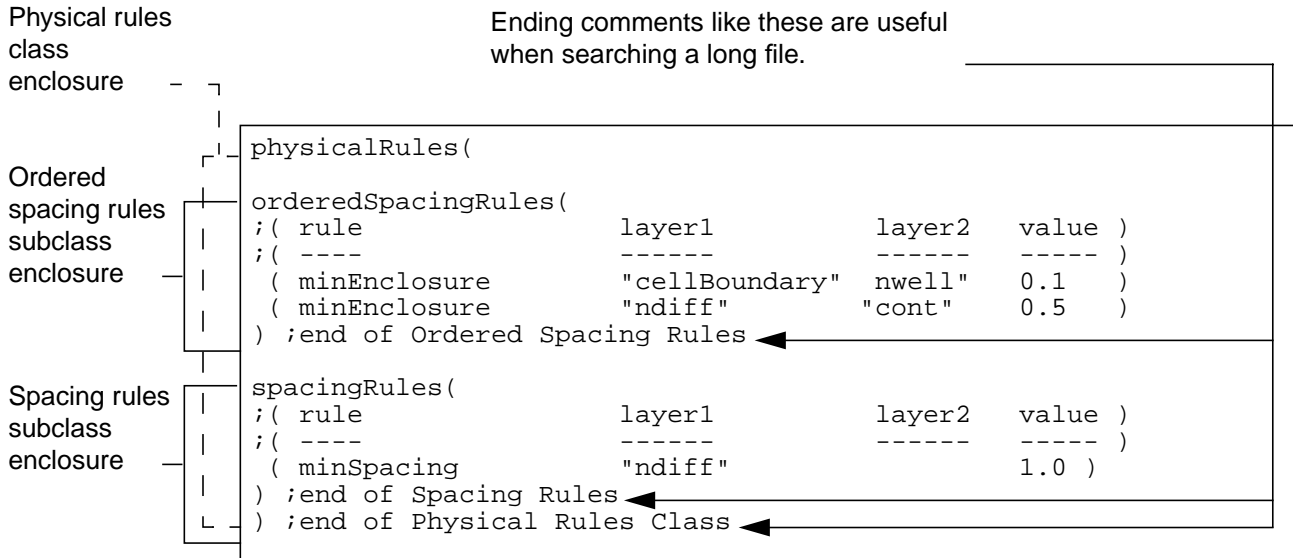 Physical rules
class
enclosure
Ending comments like these are useful
when searching a long file.
physicalRules(
Ordered
spacing rules
subclass
enclosure
orderedSpacingRules(
;( rule layer1 layer2 value )
;( ---- ------ ------ ----- )
( minEnclosure "cellBoundary" nwell" 0.1 )
( minEnclosure "ndiff" "cont" 0.5 )
) ;end of Ordered Spacing Rules
Spacing rules
subclass
enclosure
spacingRules(
;( rule layer1 layer2 value )
;( ---- ------ ------ ----- )
( minSpacing "ndiff" 1.0 )
) ;end of Spacing Rules
) ;end of Physical Rules Class